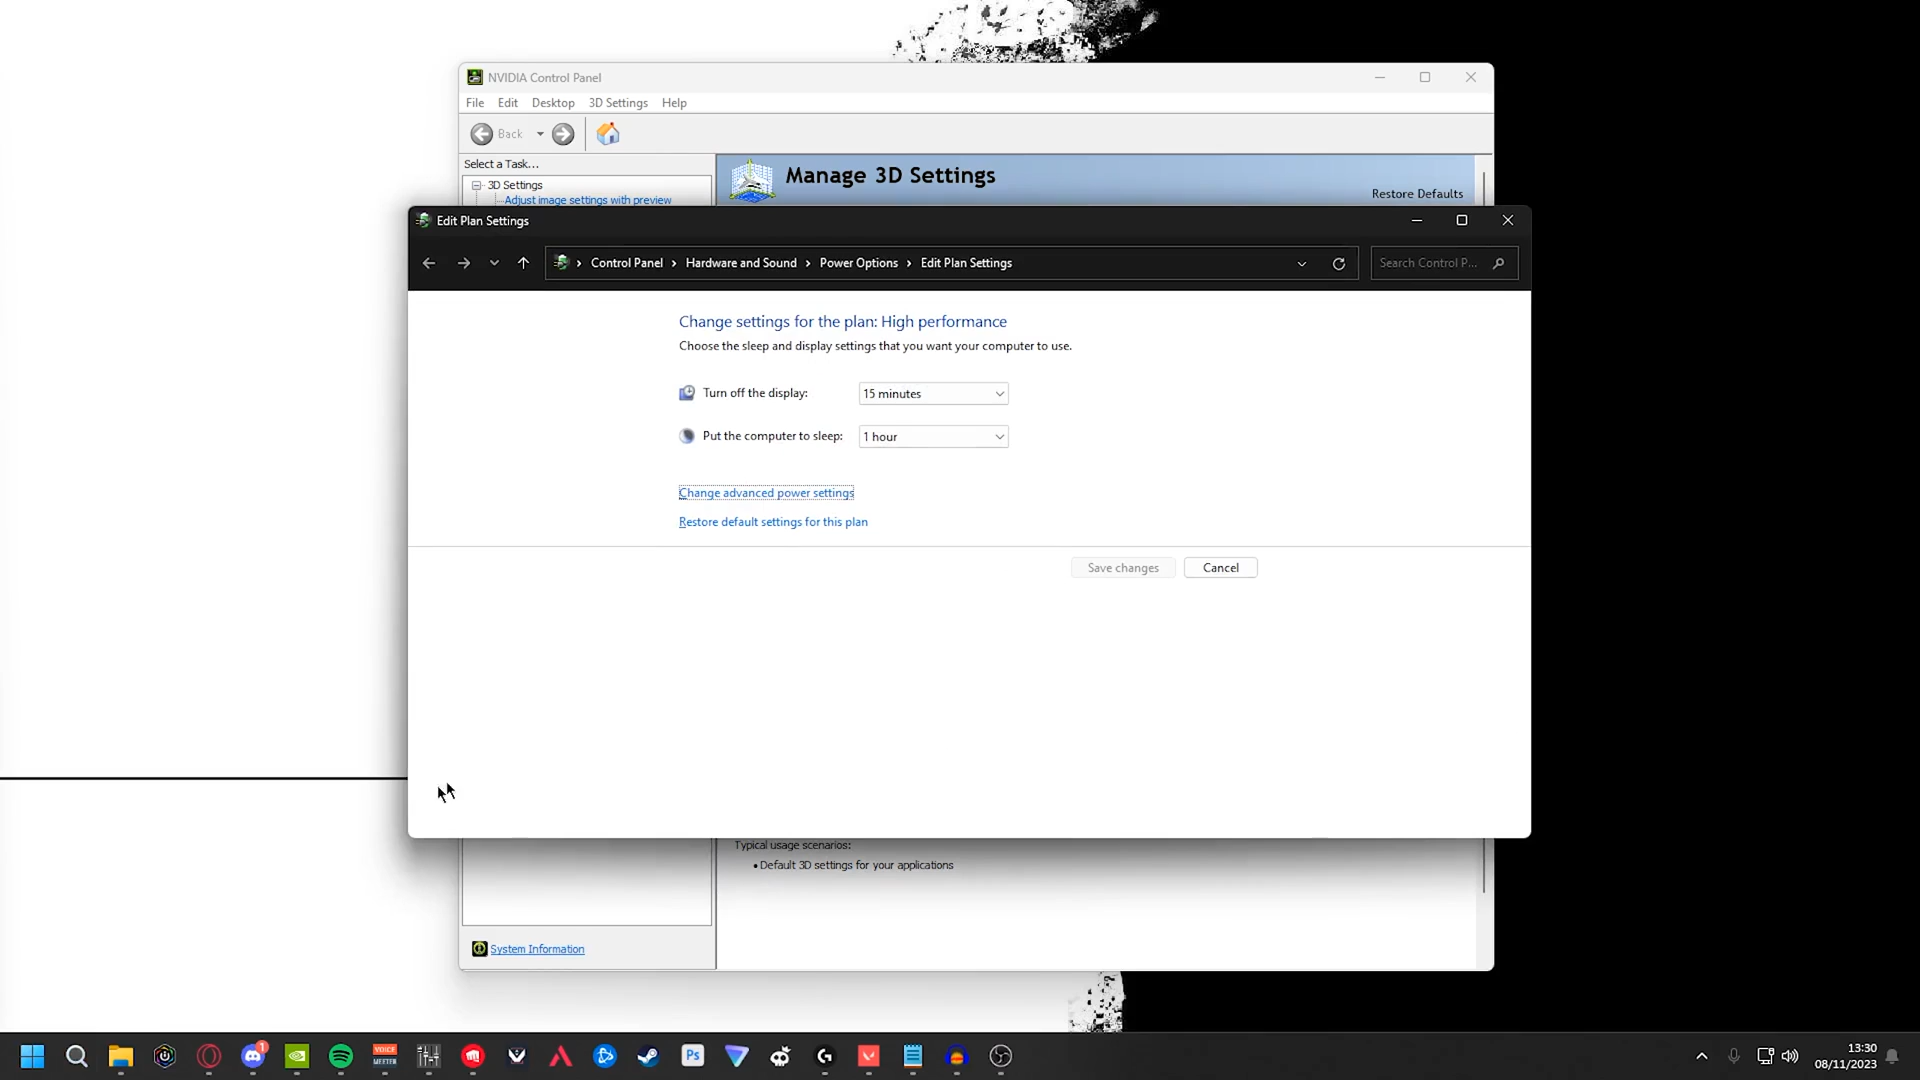 NVIDIA Control Panel
File Edit Desktop 3D Settings Help
Back
Select a Task...
3D Settings
Adjust image settings with preview
Manage 3D Settings
Restore Defaults
Edit Plan Settings
Control Panel Hardware and Sound Power Options Edit Plan Settings
Search Control P...
Change settings for the plan: High performance
Choose the sleep and display settings that you want your computer to use.
Turn off the display: 15 minutes
Put the computer to sleep: 1 hour
Change advanced power settings
Restore default settings for this plan
Save changes Cancel
Typical usage scenarios:
• Default 3D settings for your applications
System Information
1
VOICE
MEETER
Ps
13:30
08/11/2023